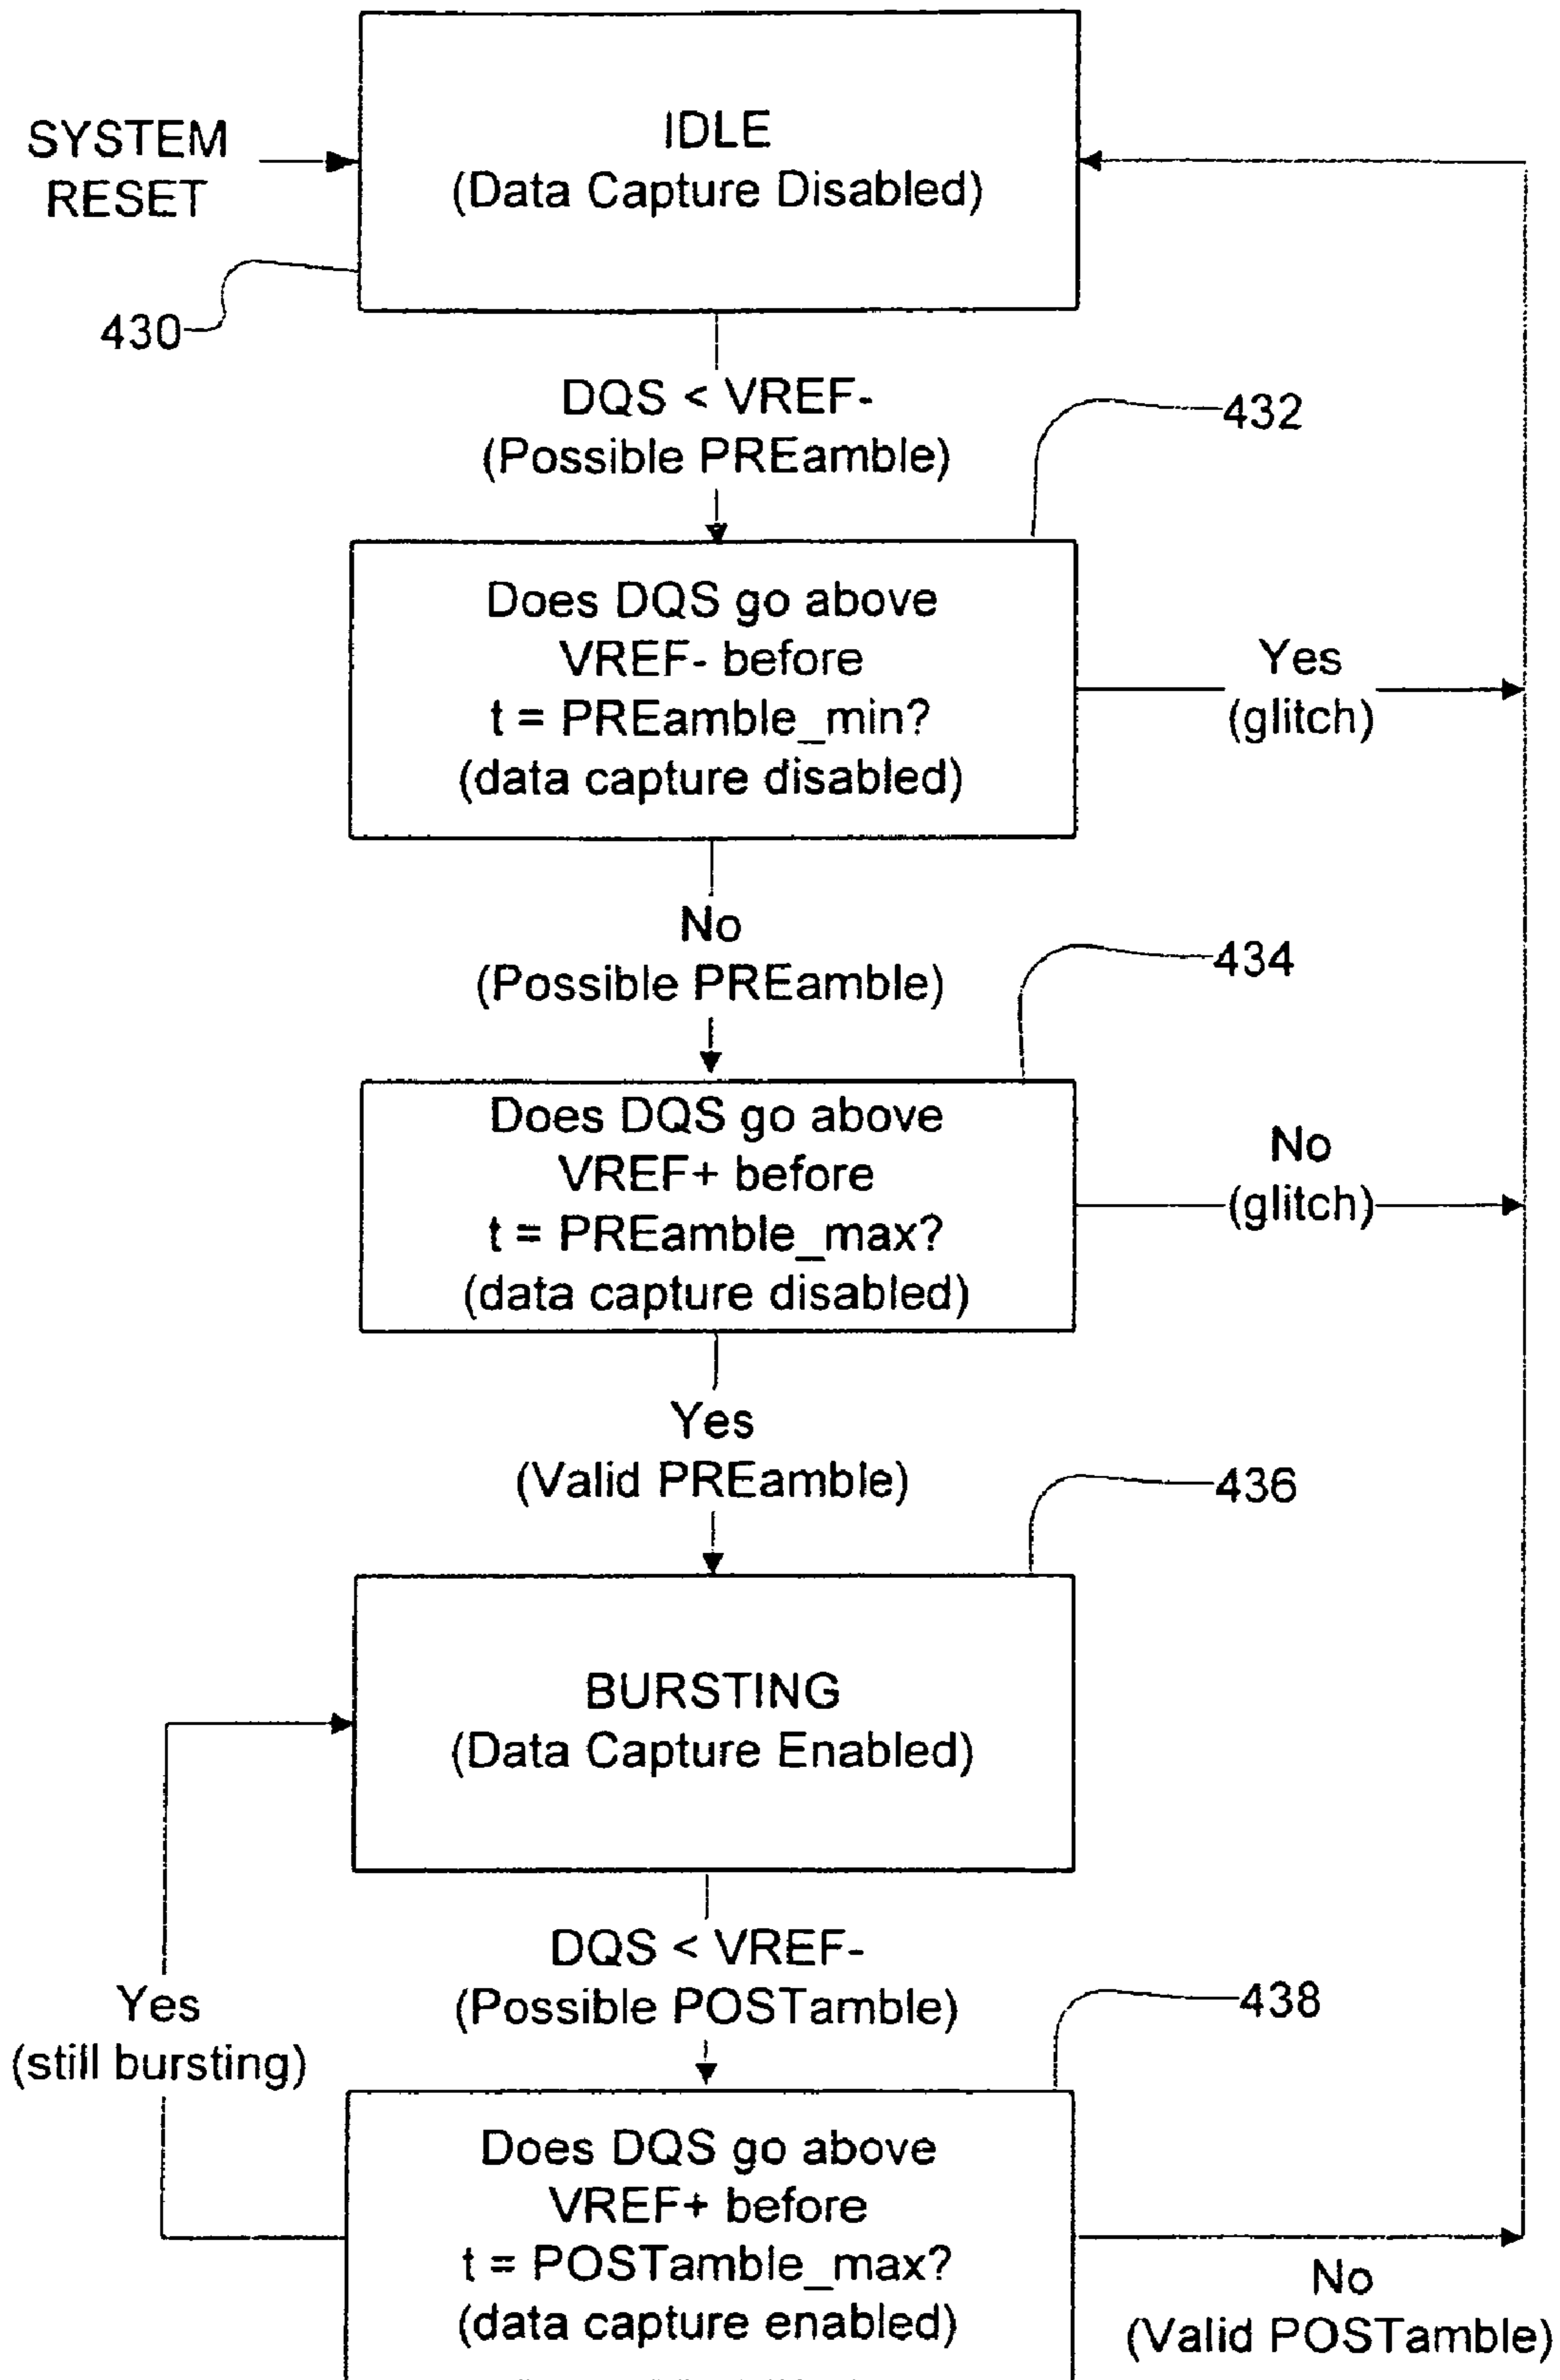 SYSTEM
RESET
IDLE
(Data Capture Disabled)
430
DQS < VREF-
(Possible PREamble)
432
Does DQS go above
VREF- before
t = PREamble_min?
(data capture disabled)
Yes
(glitch)
No
(Possible PREamble)
434
Does DQS go above
VREF+ before
t = PREamble_max?
(data capture disabled)
No
(glitch)
Yes
(Valid PREamble)
436
BURSTING
(Data Capture Enabled)
DQS < VREF-
(Possible POSTamble)
Yes
(still bursting)
438
Does DQS go above
VREF+ before
t = POSTamble_max?
(data capture enabled)
No
(Valid POSTamble)